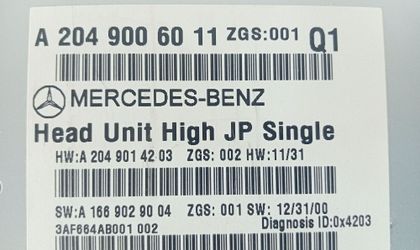 A 204 900 60 11 ZGS:001 Q1
MERCEDES-BENZ
Head Unit High JP Single
HW:A 204 901 42 03 ZGS: 002 HW:11/31
SW:A 166 902 90 04 ZGS: 001 SW: 12/31/00
3AF664AB001 002 Diagnosis ID:0x4203